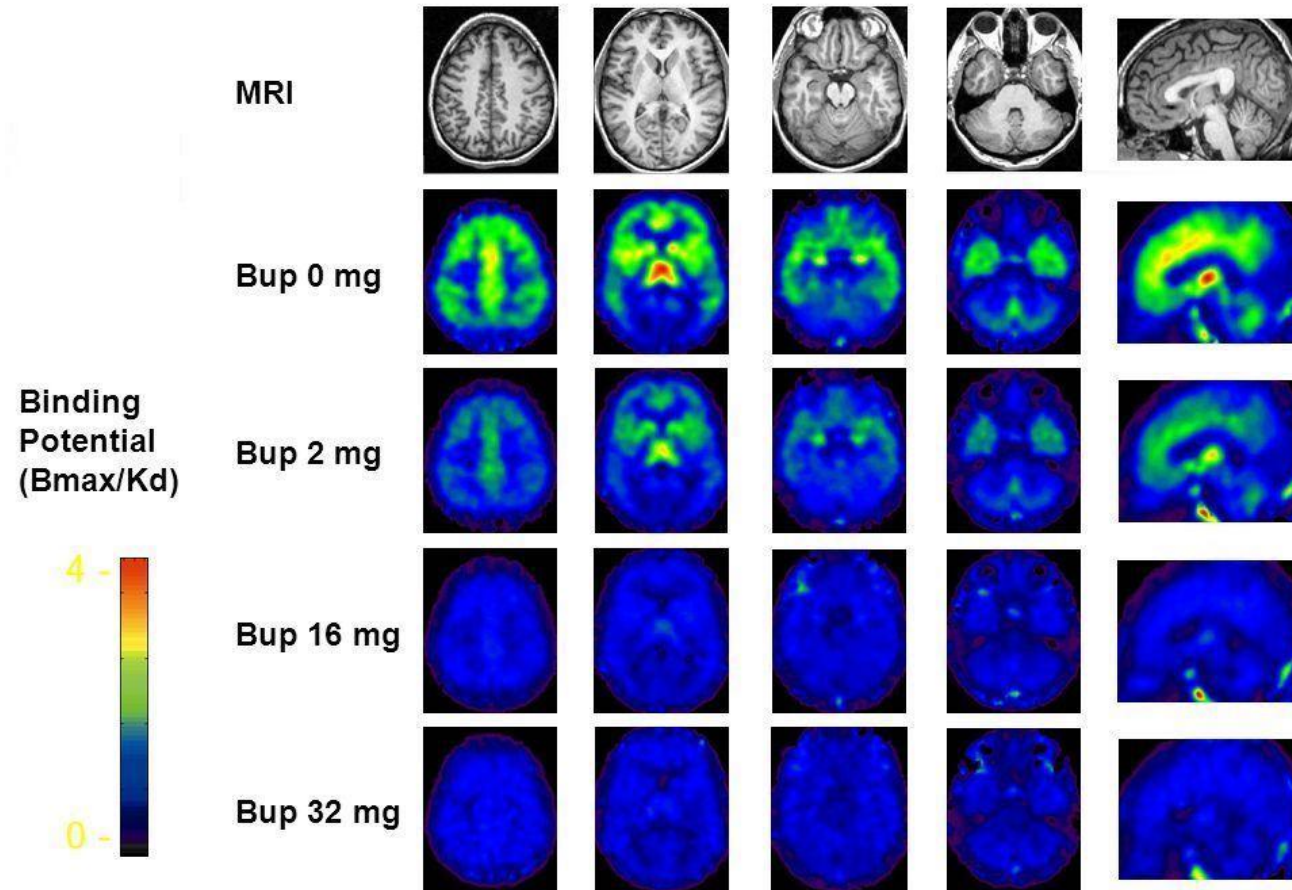 MRI
Bup 0 mg
Bup 2 mg
Binding
Potential
(Bmax/Kd)
4 -
Bup 16 mg
0 -
Bup 32 mg